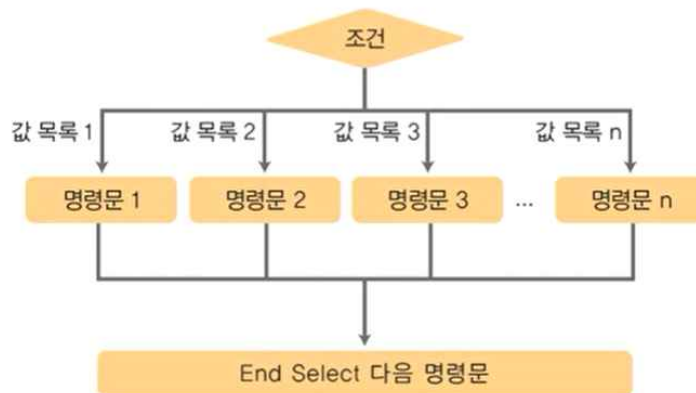 조건
값 목록 1 값 목록 2 값 목록 3 값 목록 n
명령문 1 명령문 2 명령문 3 ... 명령문 n
End Select 다음 명령문